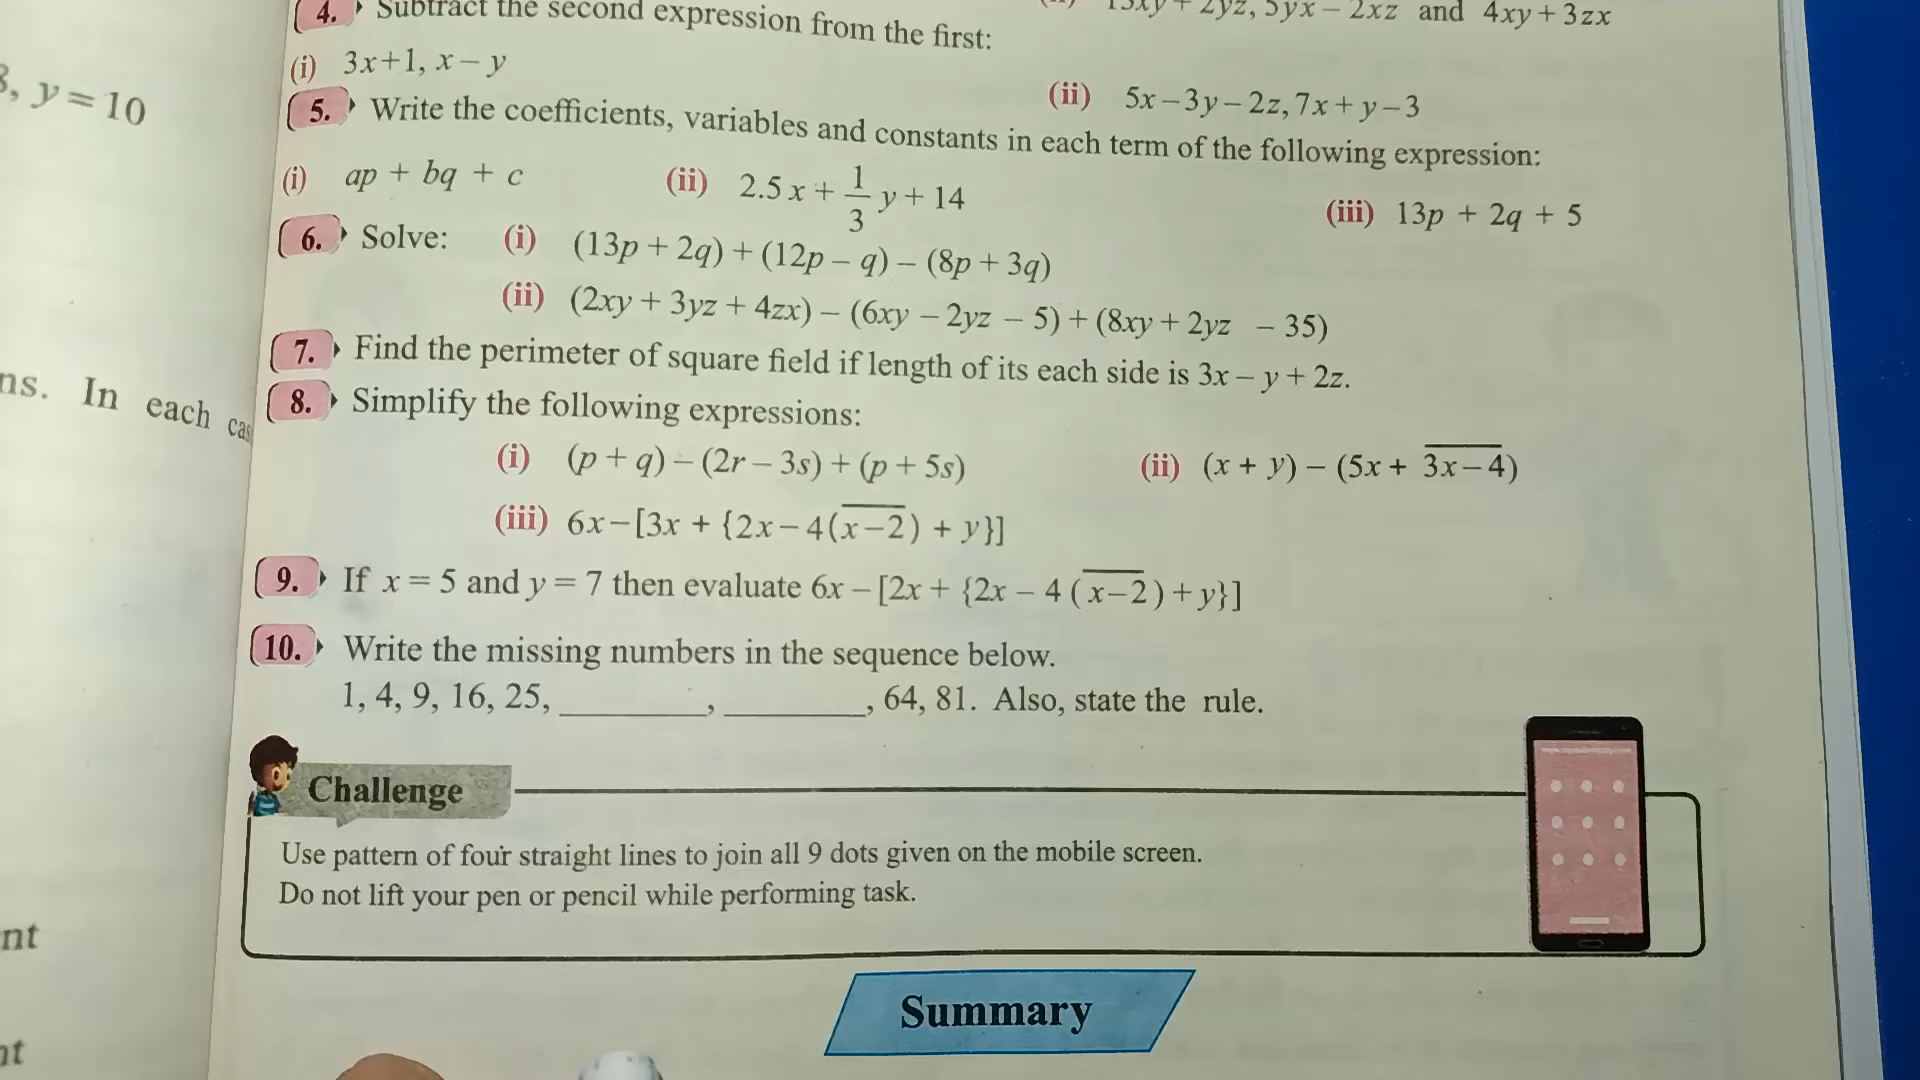 3, y = 10
ns. In each cas
nt
nt
4. Subtract the second expression from the first:
13xy + 2yz, 5yx − 2xz and 4xy + 3zx
(i) 3x+1, x − y
(ii) 5x − 3y − 2z, 7x + y − 3
5. Write the coefficients, variables and constants in each term of the following expression:
(i) ap + bq + c (ii) 2.5x + 1/3 y + 14 (iii) 13p + 2q + 5
6. Solve: (i) (13p + 2q) + (12p − q) − (8p + 3q)
(ii) (2xy + 3yz + 4zx) − (6xy − 2yz − 5) + (8xy + 2yz − 35)
7. Find the perimeter of square field if length of its each side is 3x − y + 2z.
8. Simplify the following expressions:
(i) (p + q) − (2r − 3s) + (p + 5s) (ii) (x + y) − (5x + 3x̅ ̅−̅ ̅4̅)
(iii) 6x − [3x + {2x − 4(x̅ ̅−̅ ̅2̅) + y}]
9. If x = 5 and y = 7 then evaluate 6x − [2x + {2x − 4 (x̅ ̅−̅ ̅2̅) + y}]
10. Write the missing numbers in the sequence below.
1, 4, 9, 16, 25, ________, ________, 64, 81. Also, state the rule.
Challenge
Use pattern of four straight lines to join all 9 dots given on the mobile screen.
Do not lift your pen or pencil while performing task.
Summary